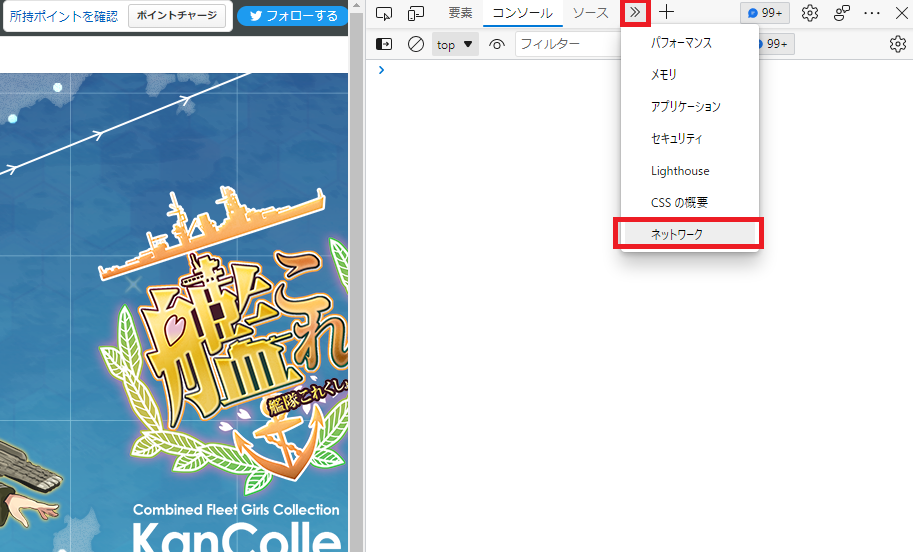 所持ポイントを確認 ポイントチャージ フォローする
要素 コンソール ソース 99+
top フィルター 99+
パフォーマンス
メモリ
アプリケーション
セキュリティ
Lighthouse
CSS の概要
ネットワーク
艦これ
艦隊これくしょ
Combined Fleet Girls Collection
KanColle